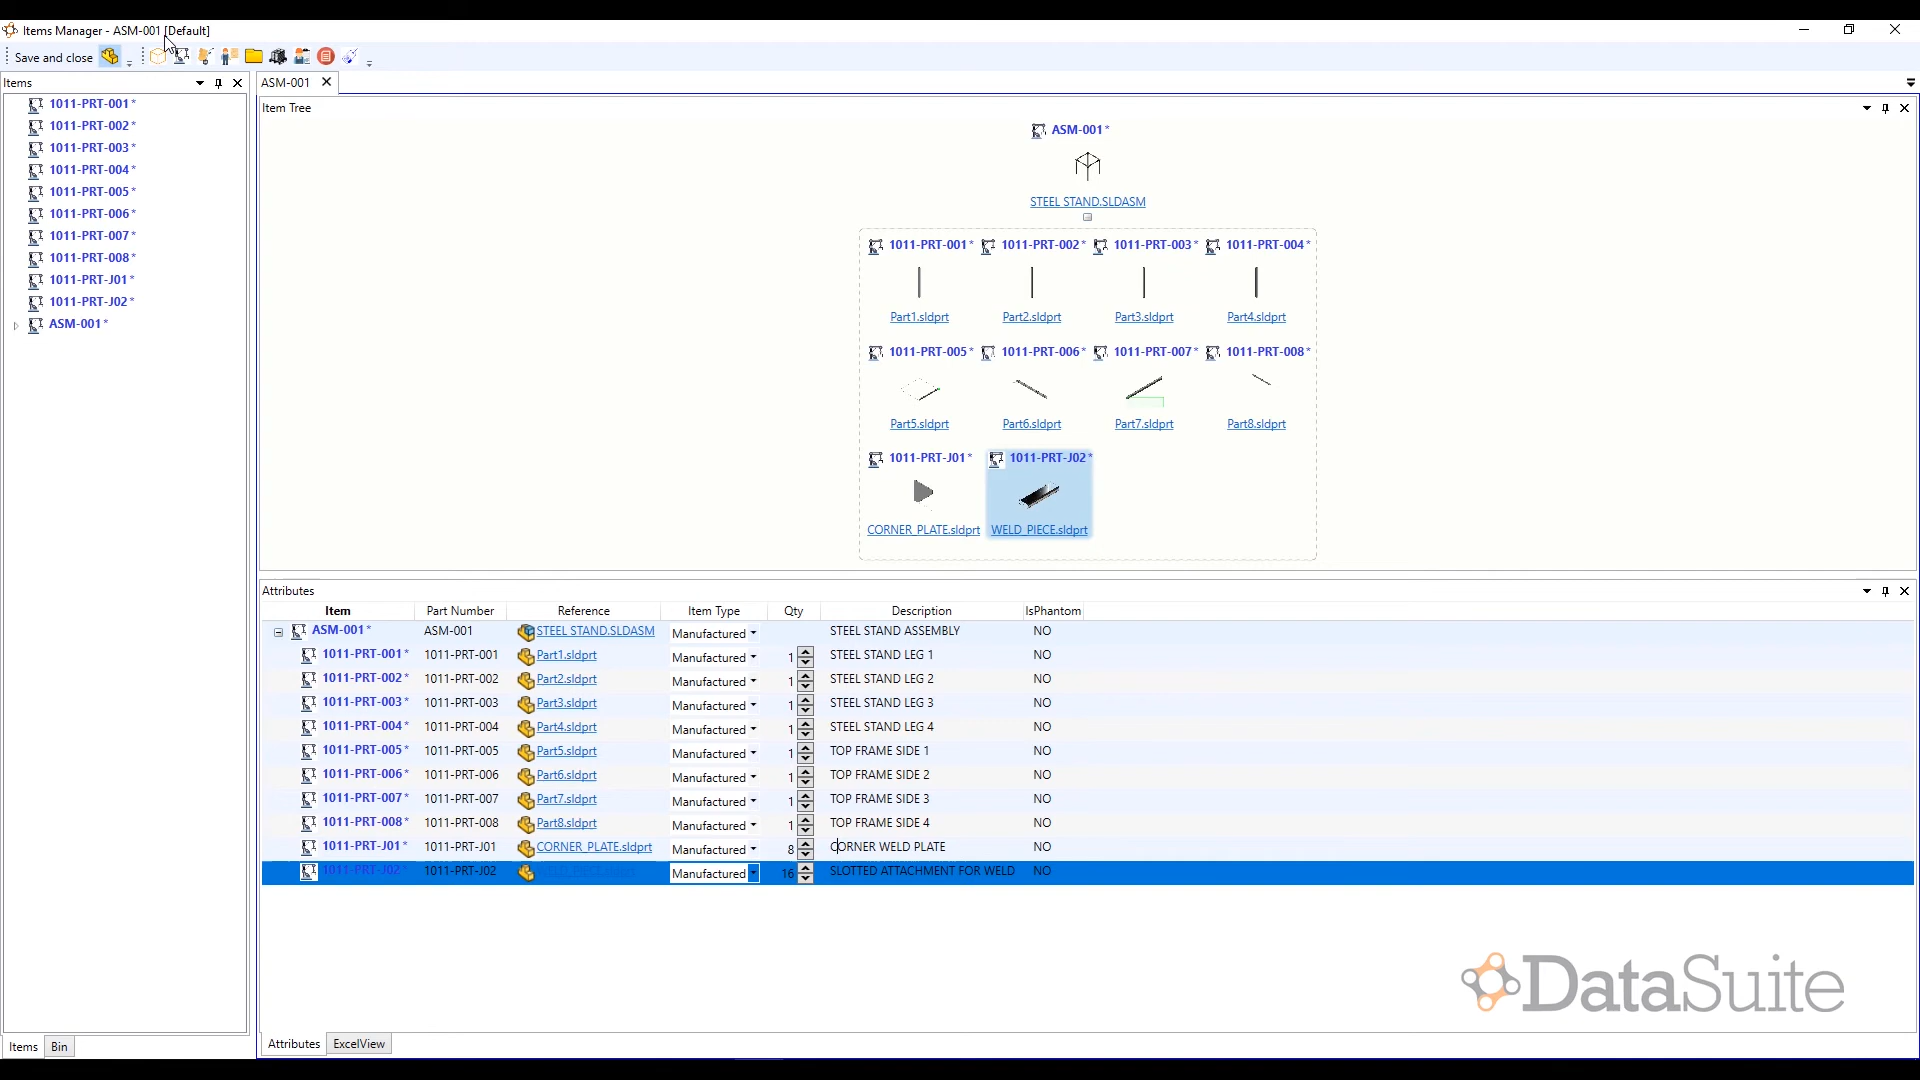 Items Manager - ASM-001 [Default]
Save and close
Items
1011-PRT-001*
1011-PRT-002*
1011-PRT-003*
1011-PRT-004*
1011-PRT-005*
1011-PRT-006*
1011-PRT-007*
1011-PRT-008*
1011-PRT-J01*
1011-PRT-J02*
ASM-001*
Items Bin
ASM-001
Item Tree
ASM-001*
STEEL STAND.SLDASM
1011-PRT-001* 1011-PRT-002* 1011-PRT-003* 1011-PRT-004*
Part1.sldprt Part2.sldprt Part3.sldprt Part4.sldprt
1011-PRT-005* 1011-PRT-006* 1011-PRT-007* 1011-PRT-008*
Part5.sldprt Part6.sldprt Part7.sldprt Part8.sldprt
1011-PRT-J01* 1011-PRT-J02*
CORNER_PLATE.sldprt WELD_PIECE.sldprt
Attributes
Item Part Number Reference Item Type Qty Description IsPhantom
ASM-001* ASM-001 STEEL STAND.SLDASM Manufactured STEEL STAND ASSEMBLY NO
1011-PRT-001* 1011-PRT-001 Part1.sldprt Manufactured 1 STEEL STAND LEG 1 NO
1011-PRT-002* 1011-PRT-002 Part2.sldprt Manufactured 1 STEEL STAND LEG 2 NO
1011-PRT-003* 1011-PRT-003 Part3.sldprt Manufactured 1 STEEL STAND LEG 3 NO
1011-PRT-004* 1011-PRT-004 Part4.sldprt Manufactured 1 STEEL STAND LEG 4 NO
1011-PRT-005* 1011-PRT-005 Part5.sldprt Manufactured 1 TOP FRAME SIDE 1 NO
1011-PRT-006* 1011-PRT-006 Part6.sldprt Manufactured 1 TOP FRAME SIDE 2 NO
1011-PRT-007* 1011-PRT-007 Part7.sldprt Manufactured 1 TOP FRAME SIDE 3 NO
1011-PRT-008* 1011-PRT-008 Part8.sldprt Manufactured 1 TOP FRAME SIDE 4 NO
1011-PRT-J01* 1011-PRT-J01 CORNER_PLATE.sldprt Manufactured 8 CORNER WELD PLATE NO
1011-PRT-J02* 1011-PRT-J02 WELD_PIECE.sldprt Manufactured 16 SLOTTED ATTACHMENT FOR WELD NO
DataSuite
Attributes ExcelView